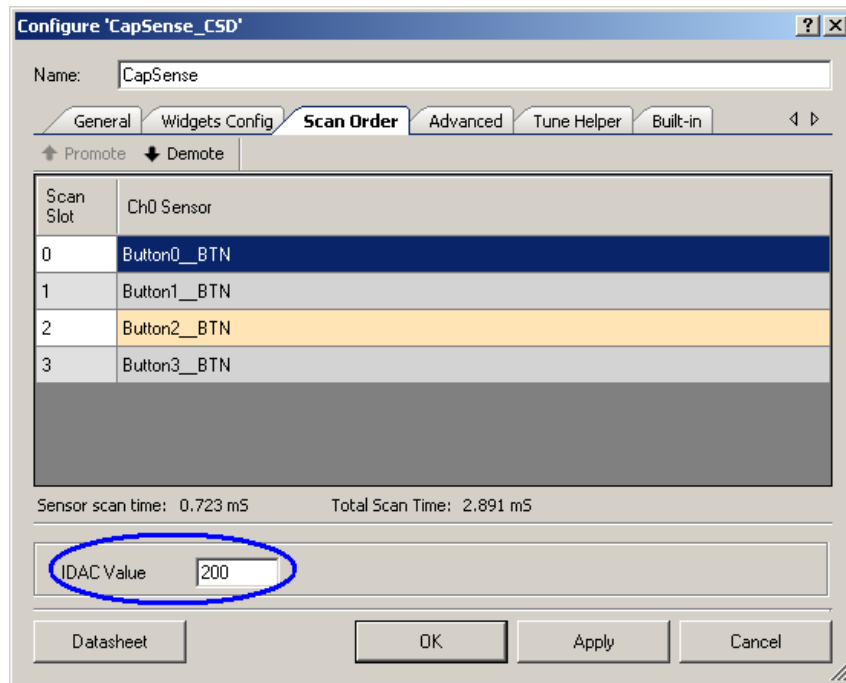 Configure 'CapSense_CSD'
Name: CapSense
General Widgets Config Scan Order Advanced Tune Helper Built-in
Promote Demote
Scan Slot Ch0 Sensor
0 Button0__BTN
1 Button1__BTN
2 Button2__BTN
3 Button3__BTN
Sensor scan time: 0.723 mS Total Scan Time: 2.891 mS
IDAC Value 200
Datasheet OK Apply Cancel